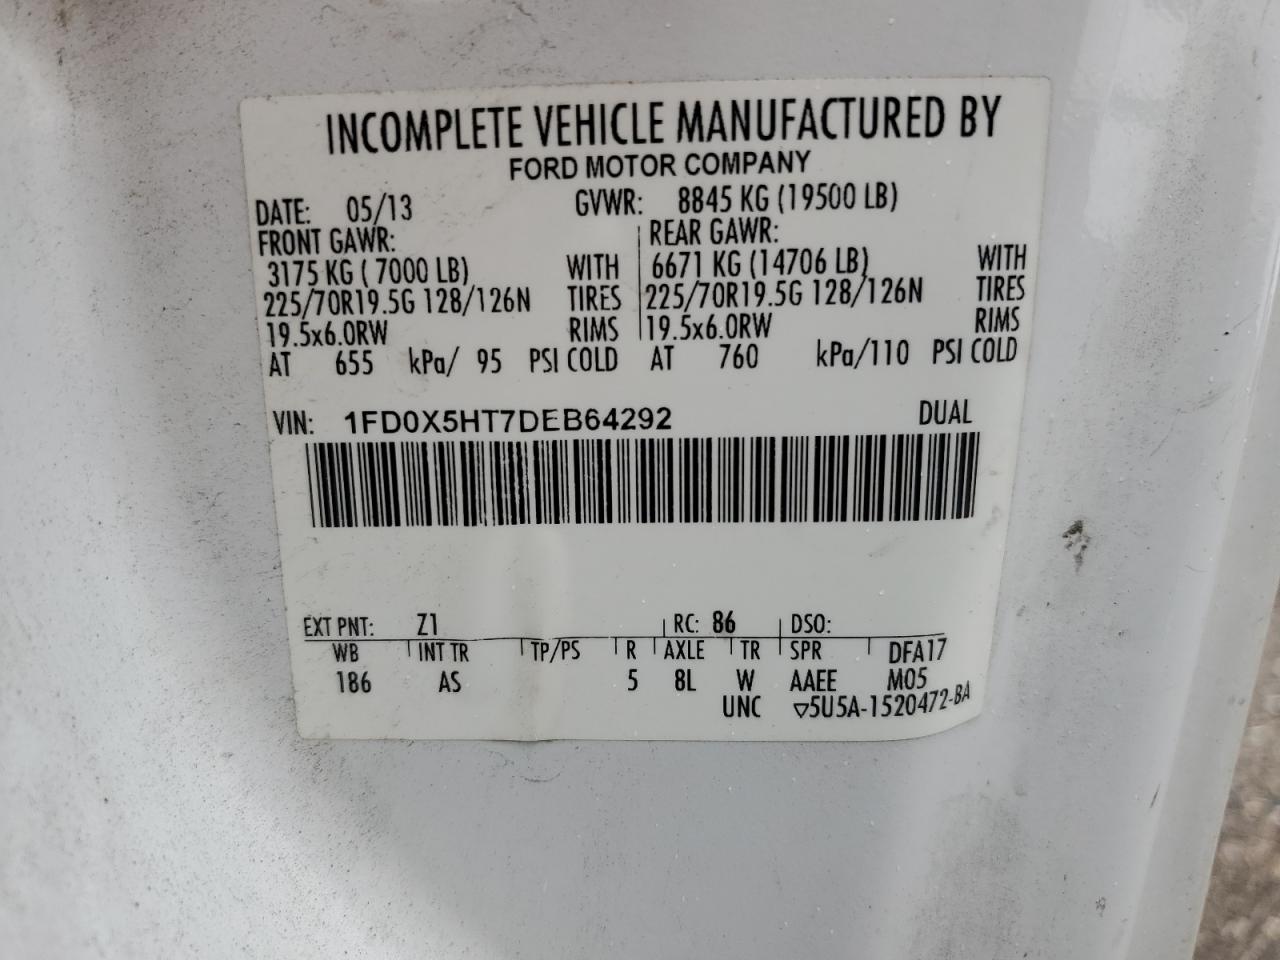 INCOMPLETE VEHICLE MANUFACTURED BY
FORD MOTOR COMPANY
DATE: 05/13 GVWR: 8845 KG (19500 LB)
FRONT GAWR: REAR GAWR:
3175 KG ( 7000 LB) WITH 6671 KG (14706 LB) WITH
225/70R19.5G 128/126N TIRES 225/70R19.5G 128/126N TIRES
19.5x6.0RW RIMS 19.5x6.0RW RIMS
AT 655 kPa/ 95 PSI COLD AT 760 kPa/110 PSI COLD
VIN: 1FD0X5HT7DEB64292 DUAL
EXT PNT: Z1 RC: 86 DSO:
WB INT TR TP/PS R AXLE TR SPR DFA17
186 AS 5 8L W AAEE M05
UNC ▽5U5A-1520472-BA